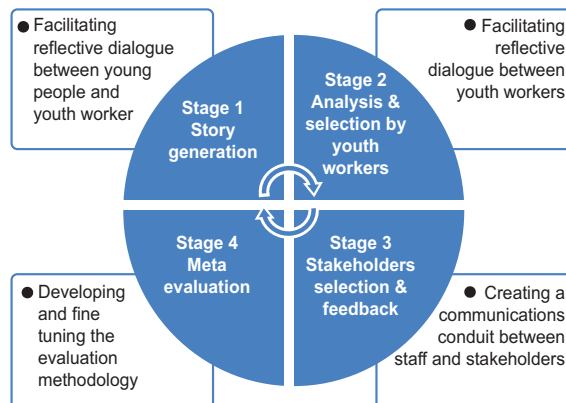 ● Facilitating
reflective dialogue
between young
people and
youth worker
Stage 1
Story
generation
Stage 2
Analysis &
selection by
youth
workers
● Facilitating
reflective
dialogue between
youth workers
Stage 4
Meta
evaluation
Stage 3
Stakeholders
selection &
feedback
● Developing
and fine
tuning the
evaluation
methodology
● Creating a
communications
conduit between
staff and stakeholders